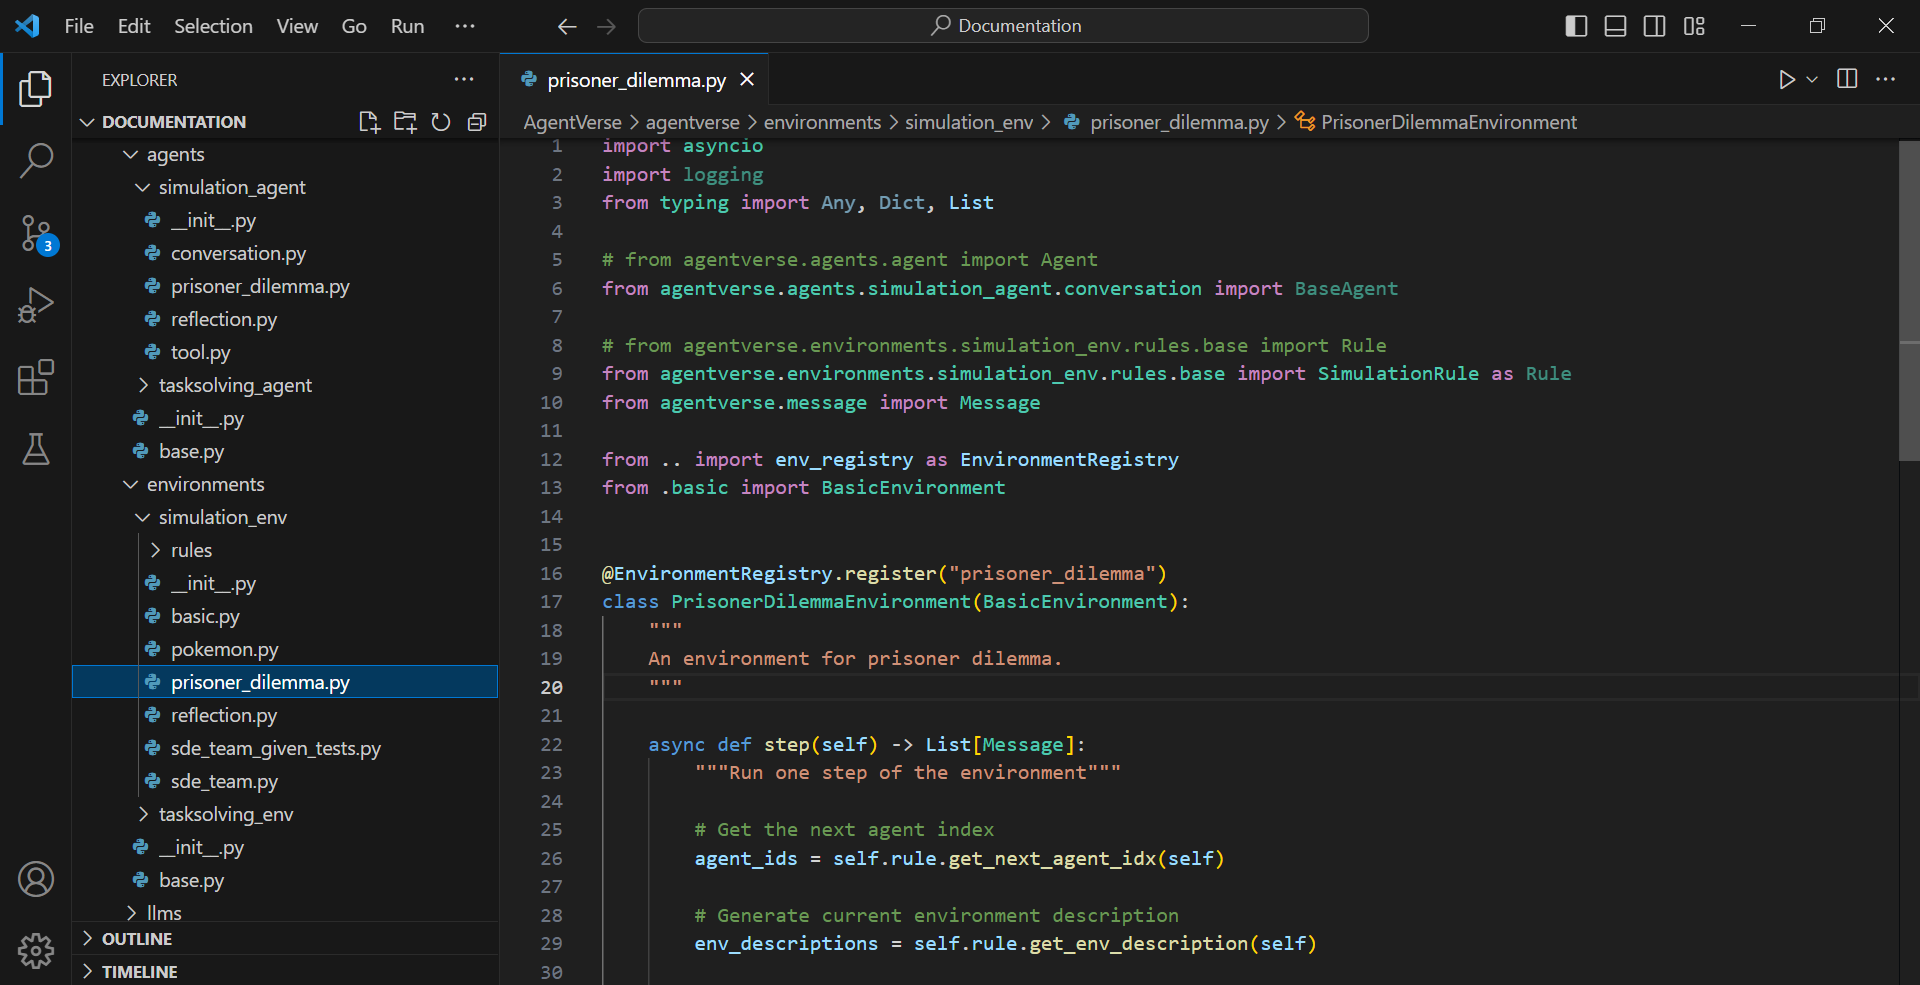 File Edit Selection View Go Run ···
Documentation
EXPLORER ···
DOCUMENTATION
agents
simulation_agent
__init__.py
conversation.py
prisoner_dilemma.py
reflection.py
tool.py
tasksolving_agent
__init__.py
base.py
environments
simulation_env
rules
__init__.py
basic.py
pokemon.py
prisoner_dilemma.py
reflection.py
sde_team_given_tests.py
sde_team.py
tasksolving_env
__init__.py
base.py
llms
OUTLINE
TIMELINE
3
prisoner_dilemma.py
AgentVerse > agentverse > environments > simulation_env > prisoner_dilemma.py > PrisonerDilemmaEnvironment
1 import asyncio
2 import logging
3 from typing import Any, Dict, List
4
5 # from agentverse.agents.agent import Agent
6 from agentverse.agents.simulation_agent.conversation import BaseAgent
7
8 # from agentverse.environments.simulation_env.rules.base import Rule
9 from agentverse.environments.simulation_env.rules.base import SimulationRule as Rule
10 from agentverse.message import Message
11
12 from .. import env_registry as EnvironmentRegistry
13 from .basic import BasicEnvironment
14
15
16 @EnvironmentRegistry.register("prisoner_dilemma")
17 class PrisonerDilemmaEnvironment(BasicEnvironment):
18 """
19 An environment for prisoner dilemma.
20 """
21
22 async def step(self) -> List[Message]:
23 """Run one step of the environment"""
24
25 # Get the next agent index
26 agent_ids = self.rule.get_next_agent_idx(self)
27
28 # Generate current environment description
29 env_descriptions = self.rule.get_env_description(self)
30